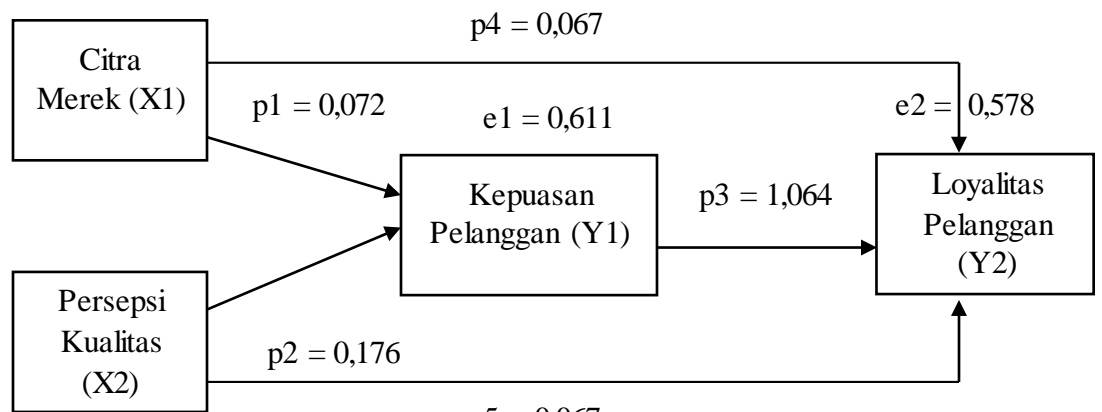 p4 = 0,067
Citra
Merek (X1)
p1 = 0,072
e1 = 0,611
e2 = 0,578
Kepuasan
Pelanggan (Y1)
p3 = 1,064
Loyalitas
Pelanggan
(Y2)
Persepsi
Kualitas
(X2)
p2 = 0,176